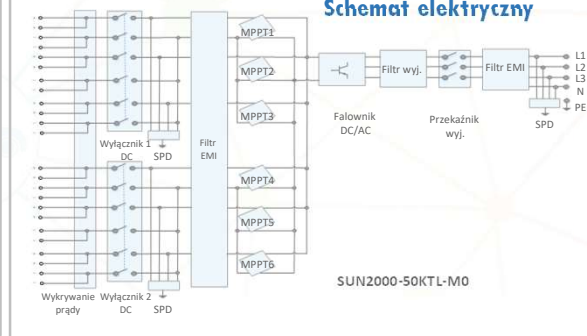 Schemat elektryczny
MPPT1
MPPT2
MPPT3
MPPT4
MPPT5
MPPT6
Wyłącznik 1
DC
SPD
Filtr
EMI
Falownik
DC/AC
Filtr wyj.
Przekaźnik
wyj.
Filtr EMI
L1
L2
L3
N
PE
SPD
Wykrywanie
prądy
Wyłącznik 2
DC
SPD
SUN2000-50KTL-M0